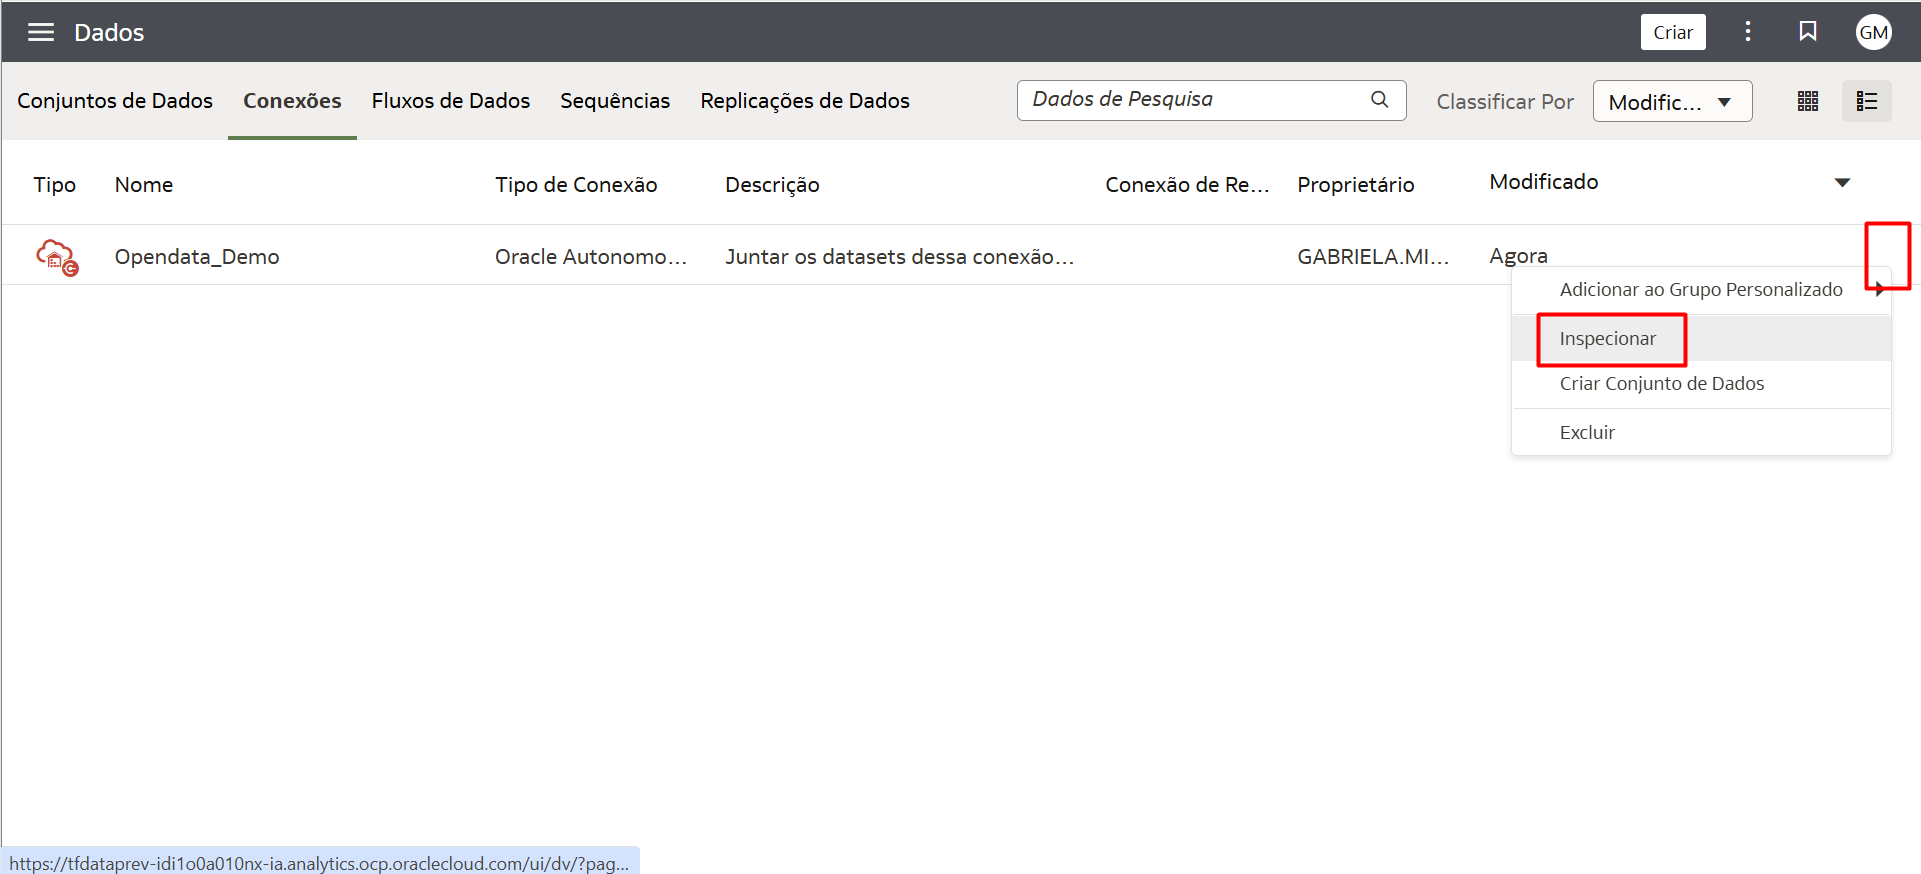 Dados
Criar
GM
Conjuntos de Dados
Conexões
Fluxos de Dados
Sequências
Replicações de Dados
Dados de Pesquisa
Classificar Por
Modific...
Tipo
Nome
Tipo de Conexão
Descrição
Conexão de Re...
Proprietário
Modificado
Opendata_Demo
Oracle Autonomo...
Juntar os datasets dessa conexão...
GABRIELA.MI...
Agora
Adicionar ao Grupo Personalizado
Inspecionar
Criar Conjunto de Dados
Excluir
https://tfdataprev-idi1o0a010nx-ia.analytics.ocp.oraclecloud.com/ui/dv/?pag...